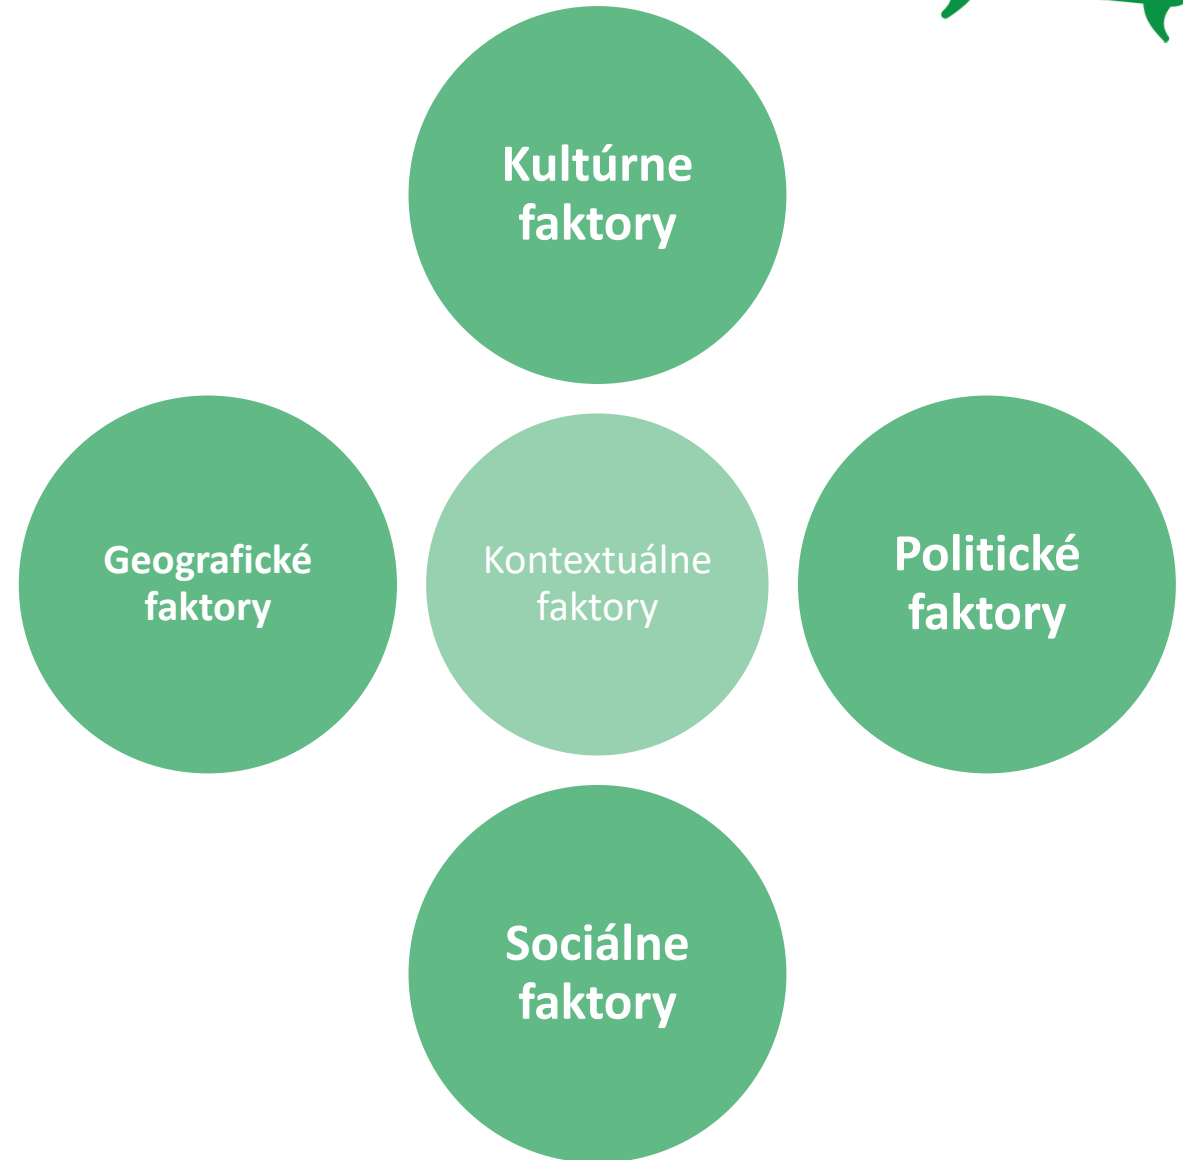 Kultúrne
faktory
Geografické
faktory
Kontextuálne
faktory
Politické
faktory
Sociálne
faktory